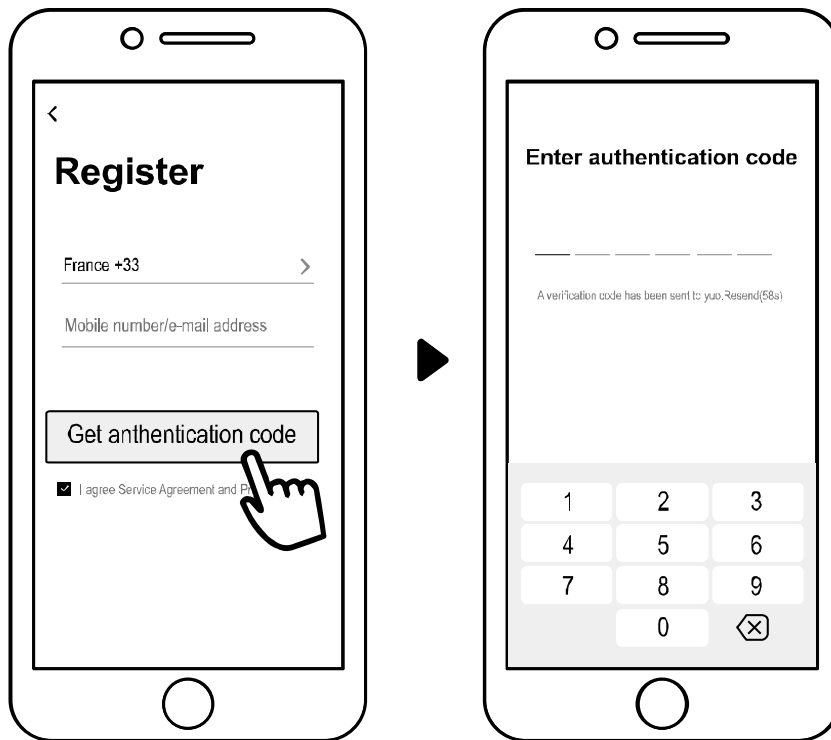 Register
France +33
Mobile number/e-mail address
Get anthentication code
I agree Service Agreement and
Enter authentication code
A verification code has been sent to yuo.Resend(58s)
1 2 3
4 5 6
7 8 9
0